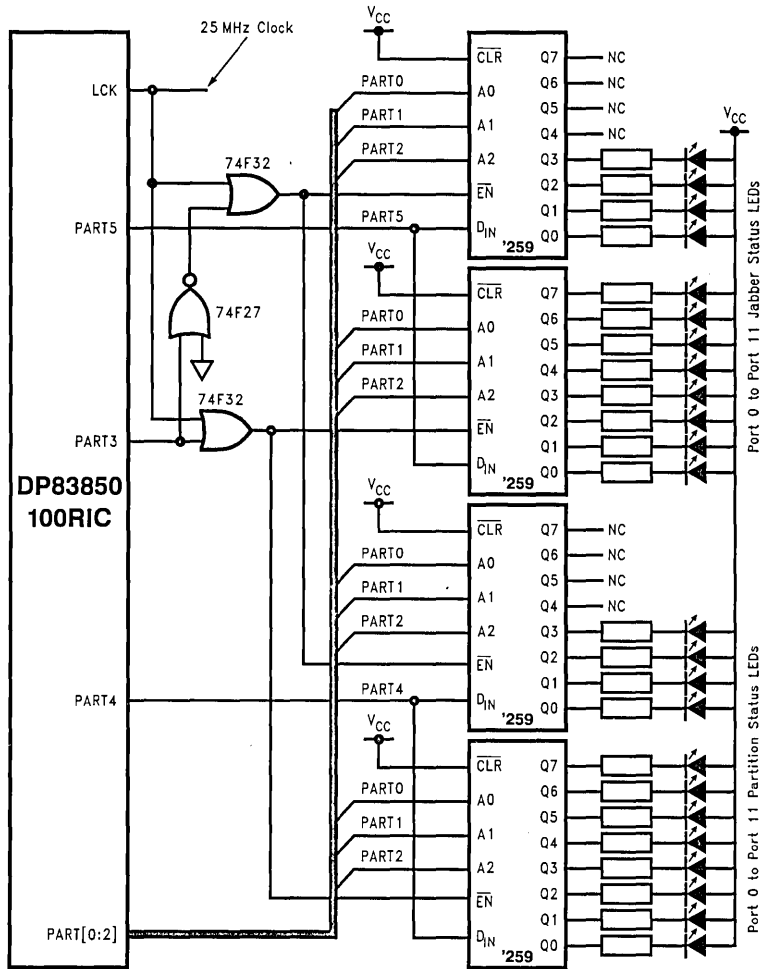 25 MHz Clock
LCK
74F32
PART5
74F27
74F32
PART3
DP83850
100RIC
PART4
PART[0:2]
VCC
CLR
PART0
A0
PART1
A1
PART2
A2
EN
PART5
DIN
'259
Q7
NC
Q6
NC
Q5
NC
Q4
NC
Q3
Q2
Q1
Q0
VCC
CLR
PART0
A0
PART1
A1
PART2
A2
EN
DIN
'259
Q7
Q6
Q5
Q4
Q3
Q2
Q1
Q0
VCC
CLR
PART0
A0
PART1
A1
PART2
A2
EN
PART4
DIN
'259
Q7
NC
Q6
NC
Q5
NC
Q4
NC
Q3
Q2
Q1
Q0
VCC
CLR
PART0
A0
PART1
A1
PART2
A2
EN
DIN
'259
Q7
Q6
Q5
Q4
Q3
Q2
Q1
Q0
VCC
Port 0 to Port 11 Jabber Status LEDs
Port 0 to Port 11 Partition Status LEDs